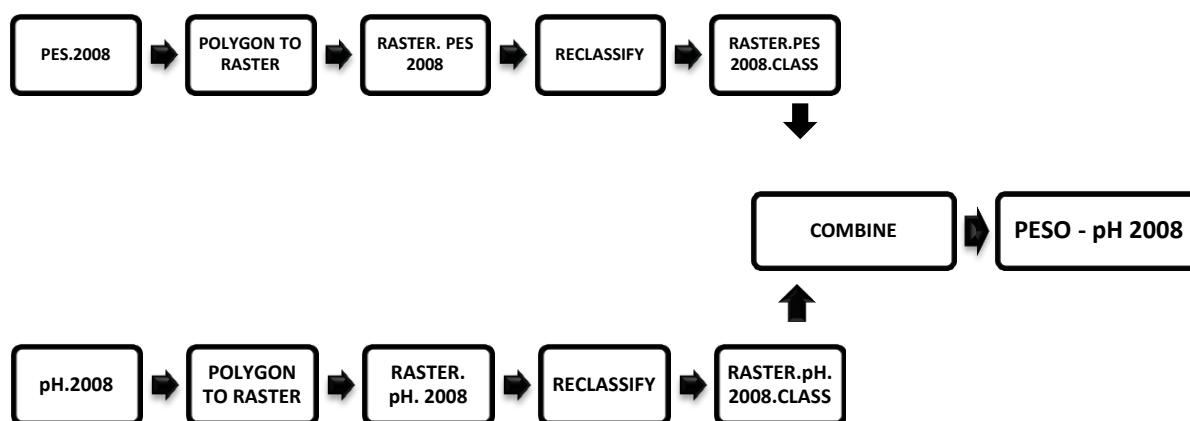 PES.2008
POLYGON TO
RASTER
RASTER. PES
2008
RECLASSIFY
RASTER.PES
2008.CLASS
COMBINE
PESO - pH 2008
pH.2008
POLYGON
TO RASTER
RASTER.
pH. 2008
RECLASSIFY
RASTER.pH.
2008.CLASS